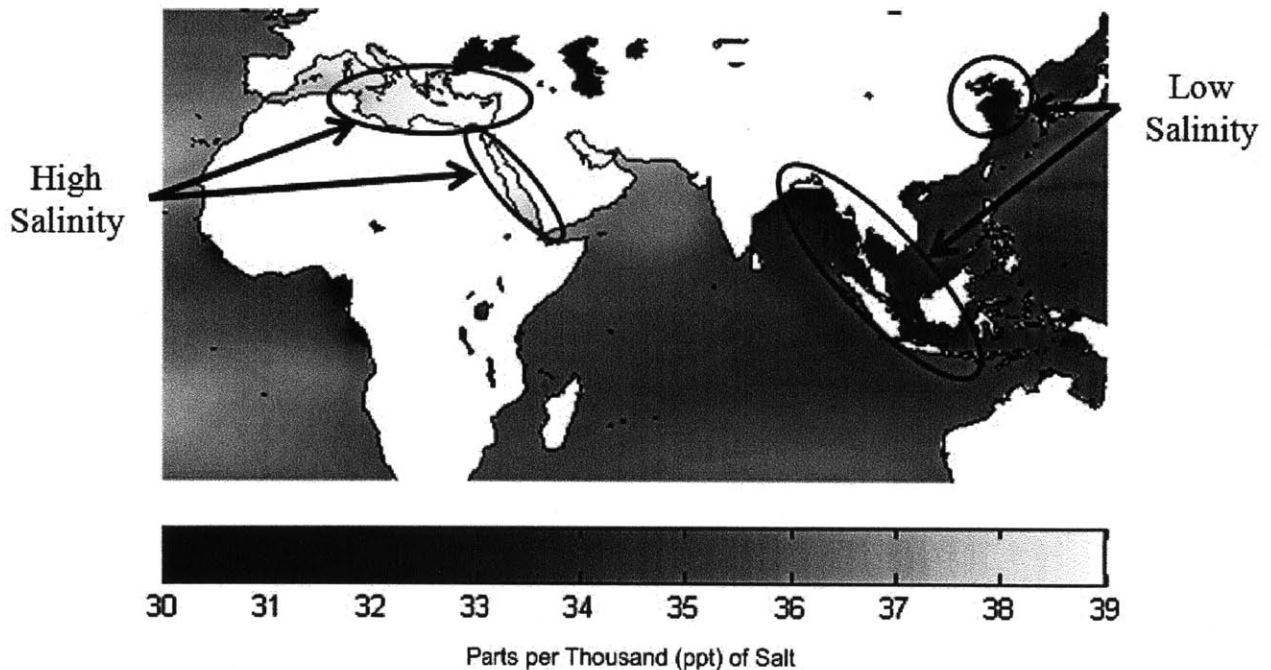 High
Salinity
Low
Salinity
30 31 32 33 34 35 36 37 38 39
Parts per Thousand (ppt) of Salt